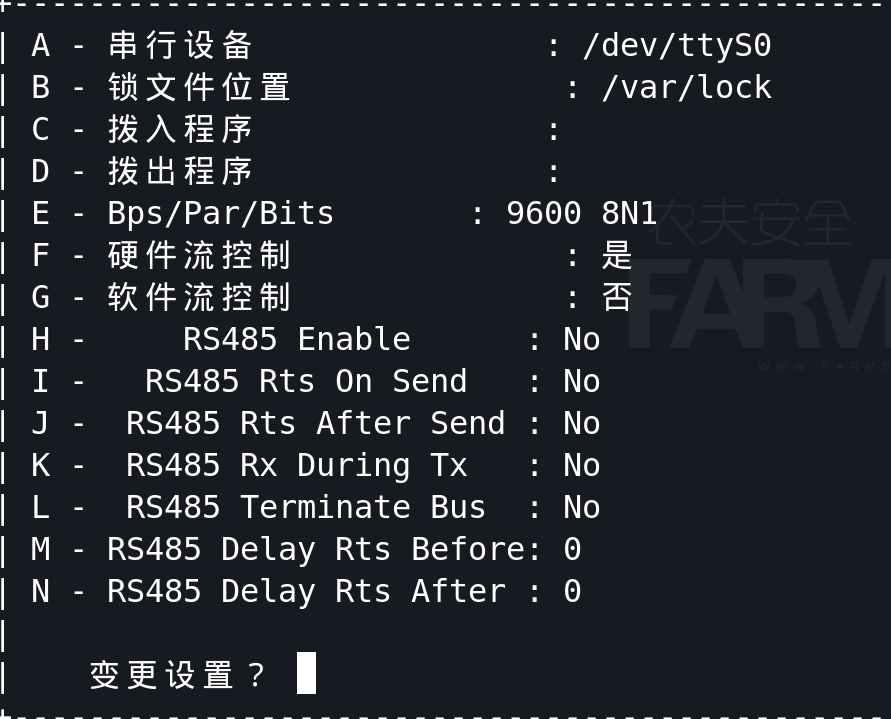 | A - 串行设备 : /dev/ttyS0
| B - 锁文件位置 : /var/lock
| C - 拨入程序 :
| D - 拨出程序 :
| E - Bps/Par/Bits : 9600 8N1
农夫安全
| F - 硬件流控制 : 是
| G - 软件流控制 : 否
FARM
| H - RS485 Enable : No
| I - RS485 Rts On Send : No
WWW.FARMS
| J - RS485 Rts After Send : No
| K - RS485 Rx During Tx : No
| L - RS485 Terminate Bus : No
| M - RS485 Delay Rts Before: 0
| N - RS485 Delay Rts After : 0
|
| 变更设置？